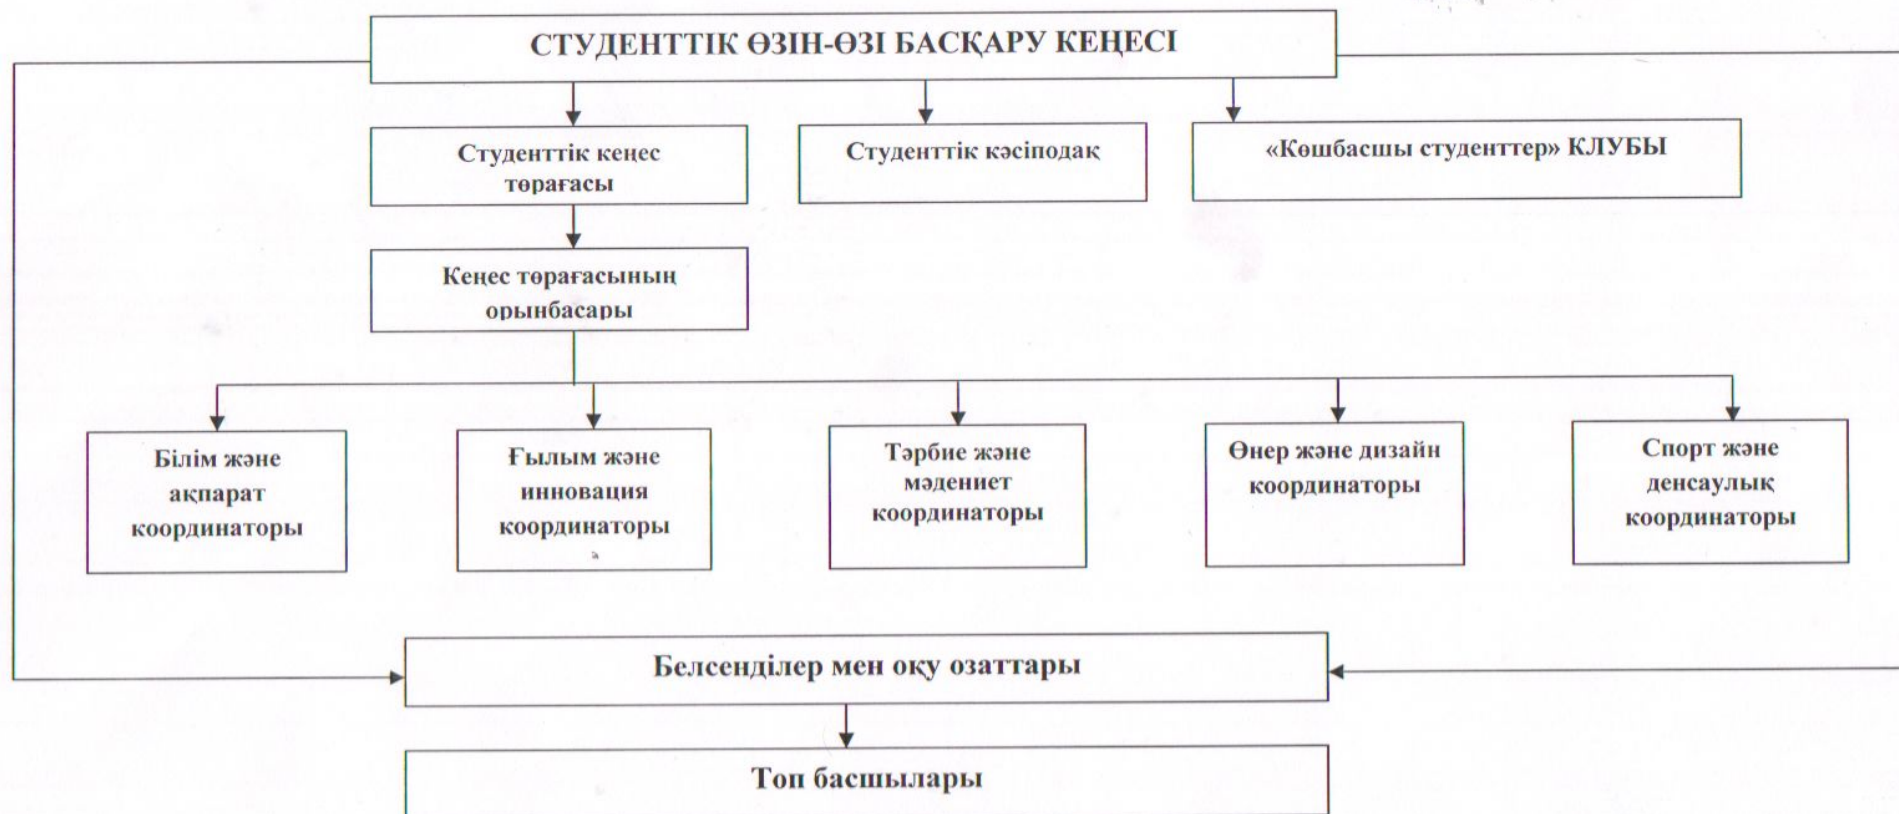 СТУДЕНТТІК ӨЗІН-ӨЗІ БАСҚАРУ КЕҢЕСІ
Студенттік кеңес
төрағасы
Студенттік кәсіподақ
«Көшбасшы студенттер» КЛУБЫ
Кеңес төрағасының
орынбасары
Білім және
ақпарат
координаторы
Ғылым және
инновация
координаторы
Тәрбие және
мәдениет
координаторы
Өнер және дизайн
координаторы
Спорт және
денсаулық
координаторы
Белсенділер мен оқу озаттары
Топ басшылары